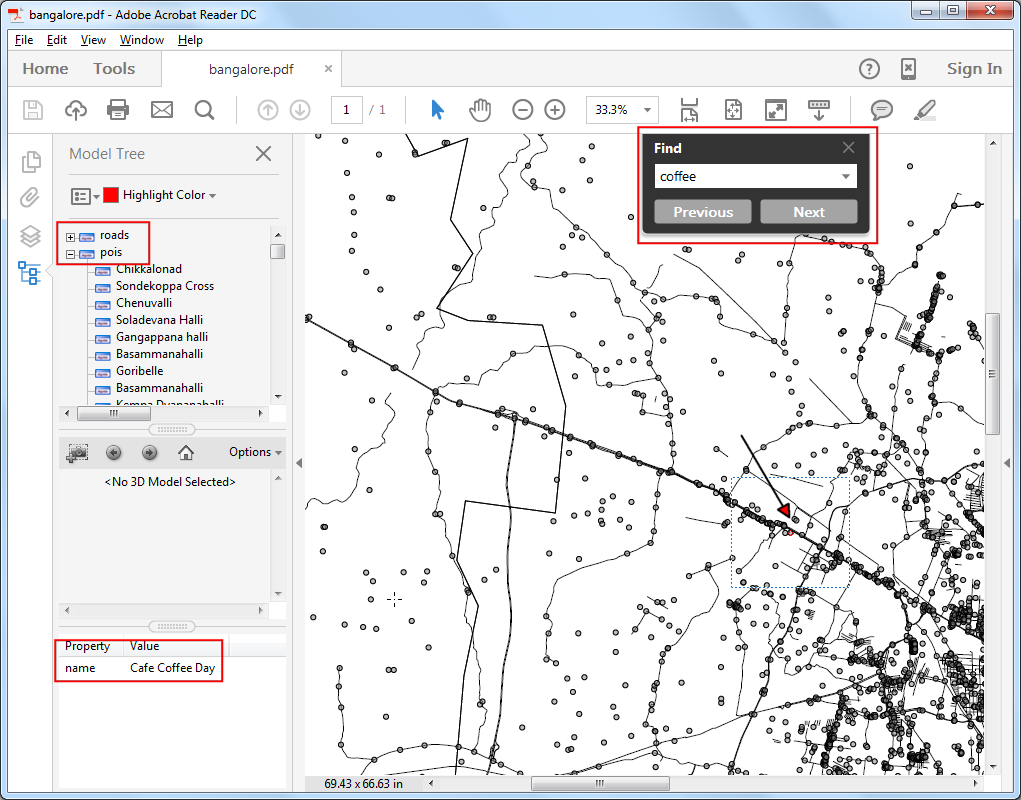 bangalore.pdf - Adobe Acrobat Reader DC
File Edit View Window Help
Home Tools bangalore.pdf × Sign In
1 / 1 33.3%
Model Tree
Highlight Color
roads
pois
Chikkalonad
Sondekoppa Cross
Chenuvalli
Soladevana Halli
Gangappana halli
Basammanahalli
Goribelle
Basammanahalli
Kempa Dyapanahalli
Options
<No 3D Model Selected>
Property Value
name Cafe Coffee Day
Find
coffee
Previous Next
69.43 x 66.63 in